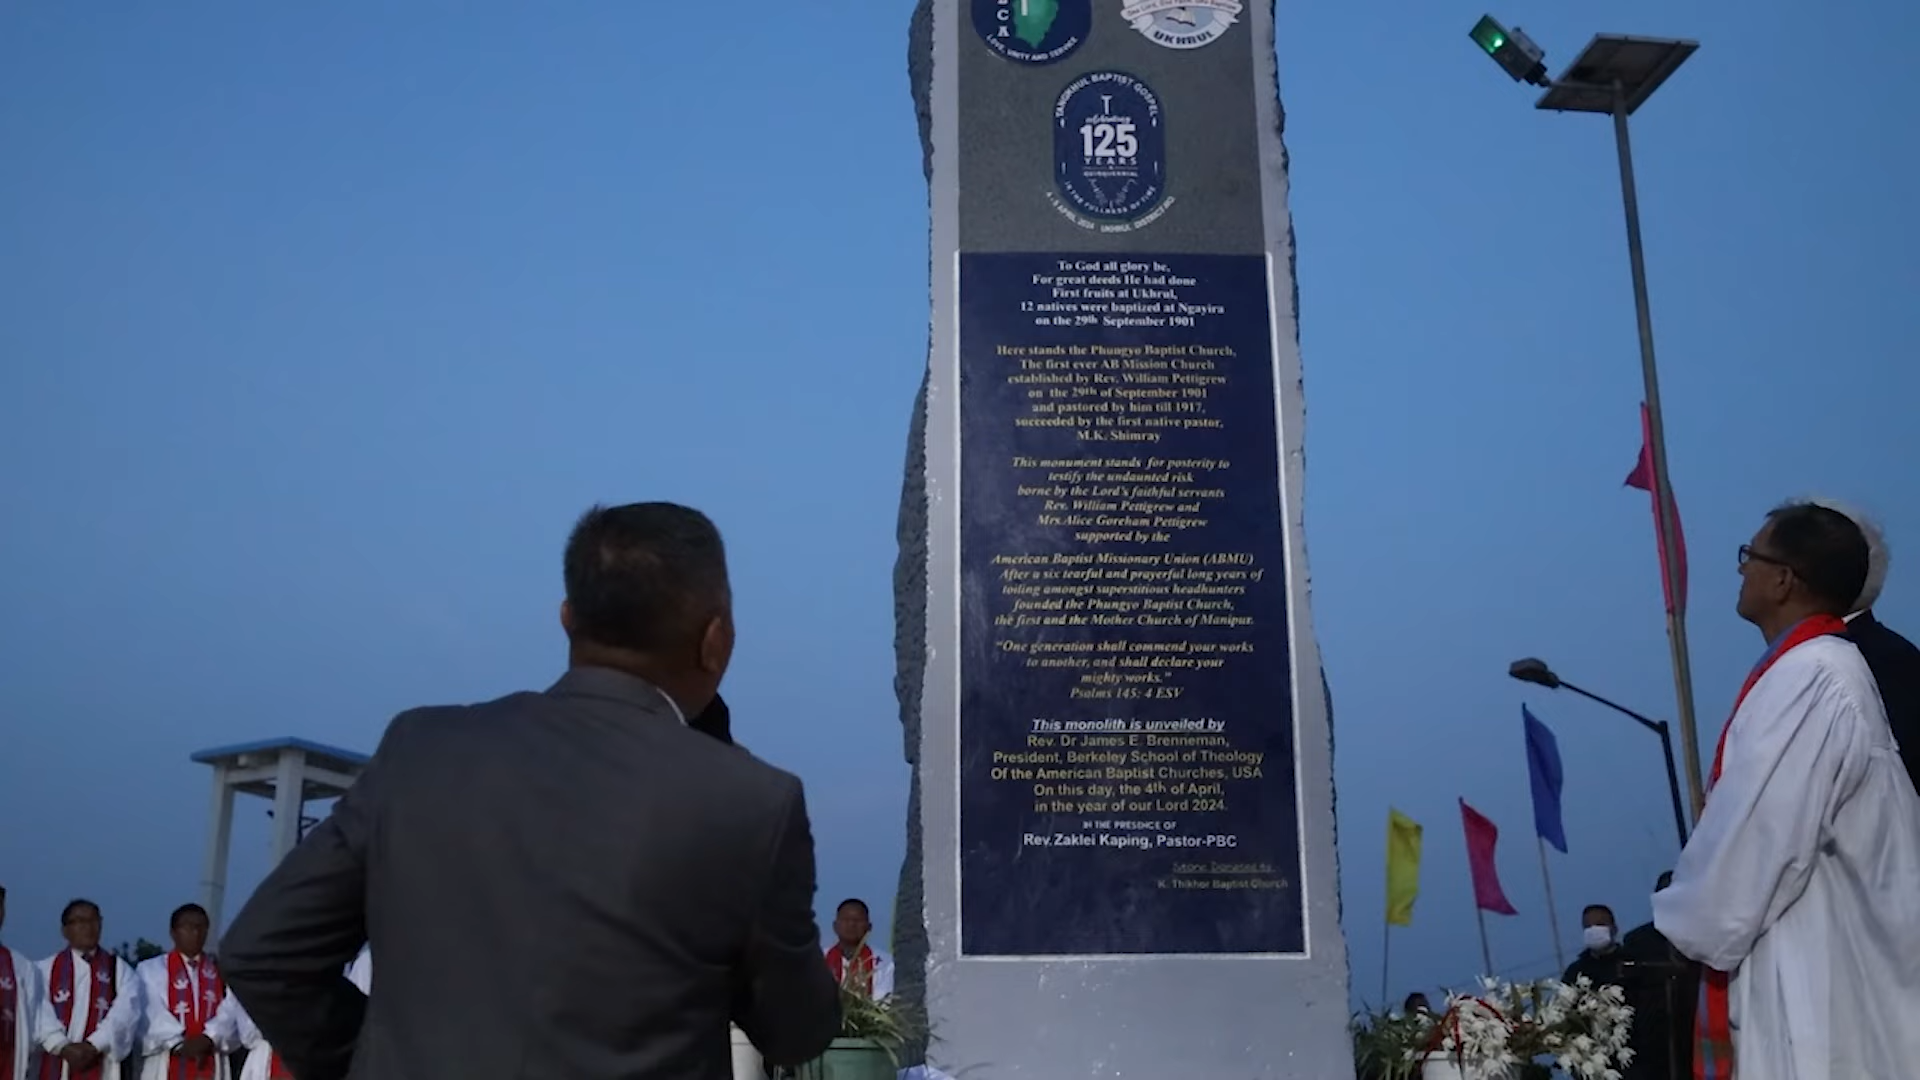 CA
LOVE, UNITY AND SERVICE
UKHRUL
TANGKHUL BAPTIST GOSPEL
celebrating
125
YEARS
QUINQUENNIAL
IN THE FULLNESS OF TIME
4 - 5 APRIL 2024 UKHRUL DISTRICT HQ
To God all glory be,
For great deeds He had done
First fruits at Ukhrul,
12 natives were baptized at Ngayira
on the 29th September 1901
Here stands the Phungyo Baptist Church,
The first ever AB Mission Church
established by Rev. William Pettigrew
on the 29th of September 1901
and pastored by him till 1917,
succeeded by the first native pastor,
M.K. Shimray
This monument stands for posterity to
testify the undaunted risk
borne by the Lord's faithful servants
Rev. William Pettigrew and
Mrs.Alice Goreham Pettigrew
supported by the
American Baptist Missionary Union (ABMU)
After a six tearful and prayerful long years of
toiling amongst superstitious headhunters
founded the Phungyo Baptist Church,
the first and the Mother Church of Manipur.
"One generation shall commend your works
to another, and shall declare your
mighty works."
Psalms 145: 4 ESV
This monolith is unveiled by
Rev. Dr James E. Brenneman,
President, Berkeley School of Theology
Of the American Baptist Churches, USA
On this day, the 4th of April,
in the year of our Lord 2024.
IN THE PRESENCE OF
Rev. Zaklei Kaping, Pastor-PBC
Stone Donated by
K. Thikhor Baptist Church